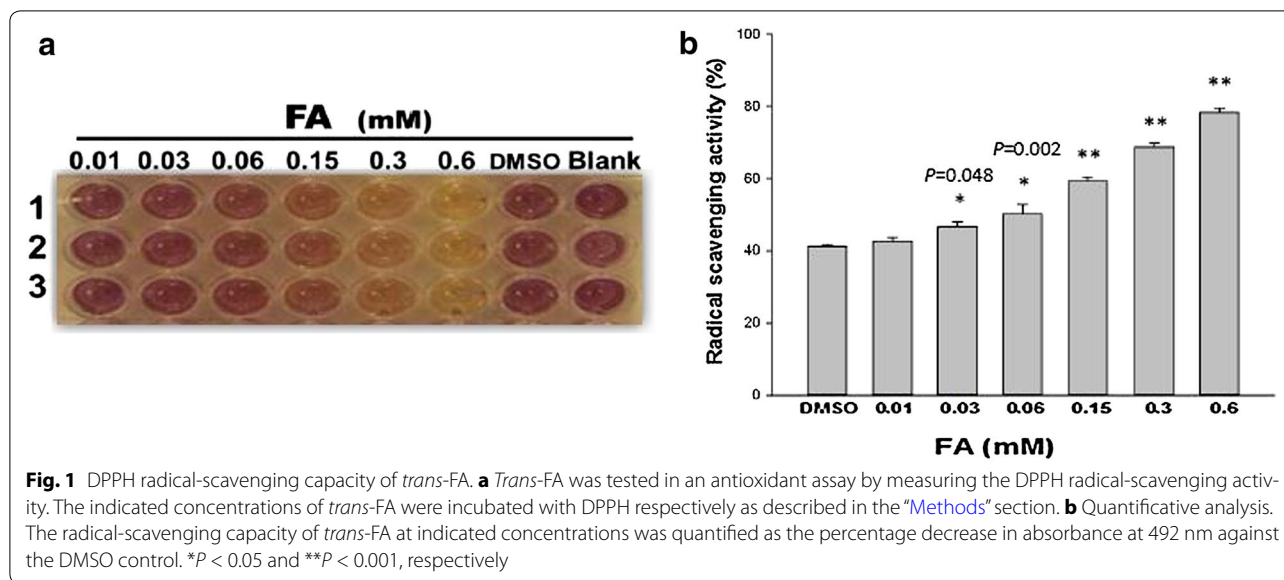 a
FA (mM)
0.01 0.03 0.06 0.15 0.3 0.6 DMSO Blank
1
2
3
b
Radical scavenging activity (%)
100
80
60
40
20
0
P=0.048
*
P=0.002
*
**
**
**
DMSO 0.01 0.03 0.06 0.15 0.3 0.6
FA (mM)
Fig. 1 DPPH radical-scavenging capacity of trans-FA. a Trans-FA was tested in an antioxidant assay by measuring the DPPH radical-scavenging activ-
ity. The indicated concentrations of trans-FA were incubated with DPPH respectively as described in the “Methods” section. b Quantificative analysis.
The radical-scavenging capacity of trans-FA at indicated concentrations was quantified as the percentage decrease in absorbance at 492 nm against
the DMSO control. *P < 0.05 and **P < 0.001, respectively